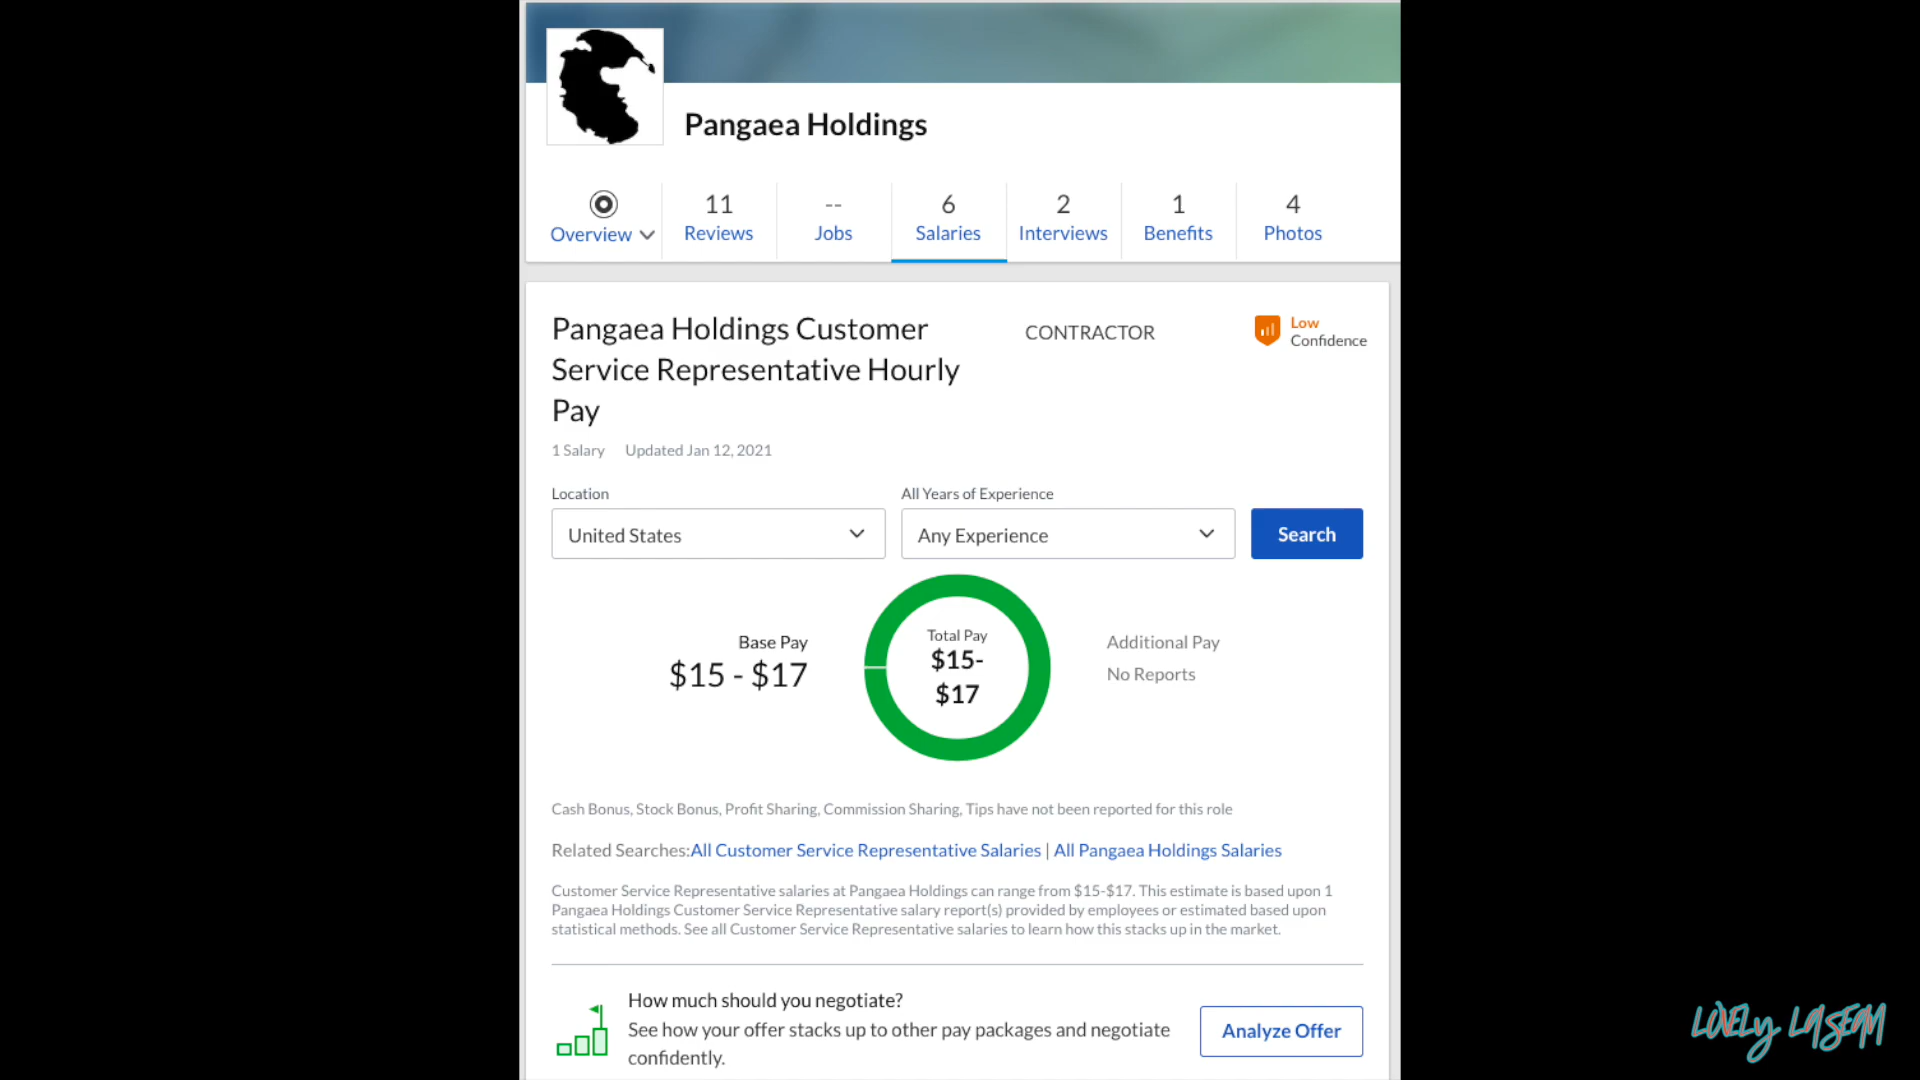 Pangaea Holdings
Overview
11
Reviews
--
Jobs
6
Salaries
2
Interviews
1
Benefits
4
Photos
Pangaea Holdings Customer
Service Representative Hourly
Pay
CONTRACTOR
Low
Confidence
1 Salary Updated Jan 12, 2021
Location
All Years of Experience
United States
Any Experience
Search
Base Pay
$15 - $17
Total Pay
$15-
$17
Additional Pay
No Reports
Cash Bonus, Stock Bonus, Profit Sharing, Commission Sharing, Tips have not been reported for this role
Related Searches:All Customer Service Representative Salaries | All Pangaea Holdings Salaries
Customer Service Representative salaries at Pangaea Holdings can range from $15-$17. This estimate is based upon 1
Pangaea Holdings Customer Service Representative salary report(s) provided by employees or estimated based upon
statistical methods. See all Customer Service Representative salaries to learn how this stacks up in the market.
How much should you negotiate?
See how your offer stacks up to other pay packages and negotiate
confidently.
Analyze Offer
LOVELY LASEAM